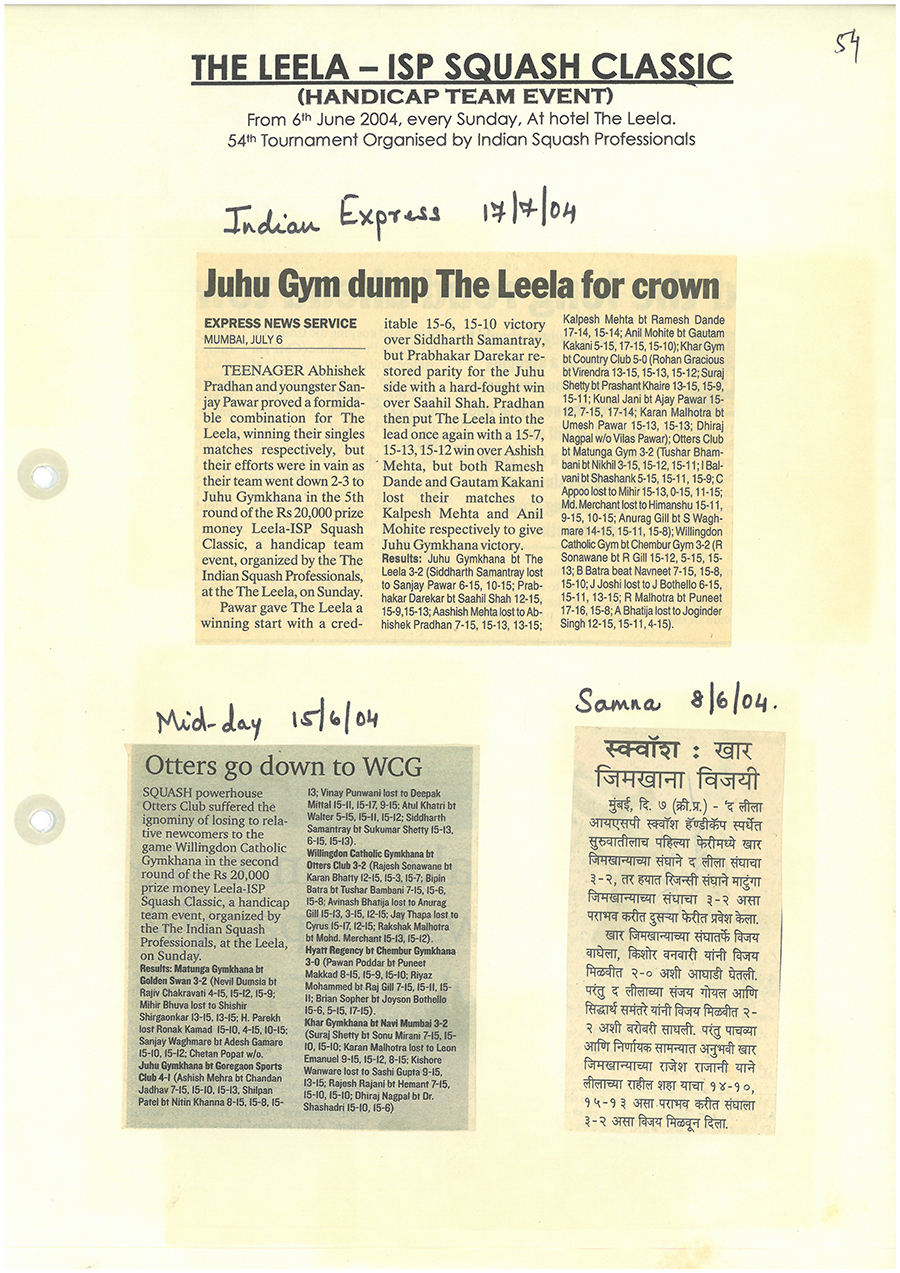 54
THE LEELA – ISP SQUASH CLASSIC
(HANDICAP TEAM EVENT)
From 6th June 2004, every Sunday, At hotel The Leela.
54th Tournament Organised by Indian Squash Professionals
Indian Express 17/7/04
Juhu Gym dump The Leela for crown
EXPRESS NEWS SERVICE
MUMBAI, JULY 6
TEENAGER Abhishek
Pradhan and youngster San-
jay Pawar proved a formida-
ble combination for The
Leela, winning their singles
matches respectively, but
their efforts were in vain as
their team went down 2-3 to
Juhu Gymkhana in the 5th
round of the Rs 20,000 prize
money Leela-ISP Squash
Classic, a handicap team
event, organized by the The
Indian Squash Professionals,
at the The Leela, on Sunday.
Pawar gave The Leela a
winning start with a cred-
itable 15-6, 15-10 victory
over Siddharth Samantray,
but Prabhakar Darekar re-
stored parity for the Juhu
side with a hard-fought win
over Saahil Shah. Pradhan
then put The Leela into the
lead once again with a 15-7,
15-13, 15-12 win over Ashish
Mehta, but both Ramesh
Dande and Gautam Kakani
lost their matches to
Kalpesh Mehta and Anil
Mohite respectively to give
Juhu Gymkhana victory.
Results: Juhu Gymkhana bt The
Leela 3-2 (Siddharth Samantray lost
to Sanjay Pawar 6-15, 10-15; Prab-
hakar Darekar bt Saahil Shah 12-15,
15-9,15-13; Aashish Mehta lost to Ab-
hishek Pradhan 7-15, 15-13, 13-15;
Kalpesh Mehta bt Ramesh Dande
17-14, 15-14; Anil Mohite bt Gautam
Kakani 5-15, 17-15, 15-10); Khar Gym
bt Country Club 5-0 (Rohan Gracious
bt Virendra 13-15, 15-13, 15-12; Suraj
Shetty bt Prashant Khaire 13-15, 15-9,
15-11; Kunal Jani bt Ajay Pawar 15-
12, 7-15, 17-14; Karan Malhotra bt
Umesh Pawar 15-13, 15-13; Dhiraj
Nagpal w/o Vilas Pawar); Otters Club
bt Matunga Gym 3-2 (Tushar Bham-
bani bt Nikhil 3-15, 15-12, 15-11; I Bal-
vani bt Shashank 5-15, 15-11, 15-9; C
Appoo lost to Mihir 15-13, 0-15, 11-15;
Md. Merchant lost to Himanshu 15-11,
9-15, 10-15; Anurag Gill bt S Wagh-
mare 14-15, 15-11, 15-8); Willingdon
Catholic Gym bt Chembur Gym 3-2 (R
Sonawane bt R Gill 15-12, 5-15, 15-
13; B Batra beat Navneet 7-15, 15-8,
15-10; J Joshi lost to J Bothello 6-15,
15-11, 13-15; R Malhotra bt Puneet
17-16, 15-8; A Bhatija lost to Joginder
Singh 12-15, 15-11, 4-15).
Mid-day 15/6/04
Otters go down to WCG
SQUASH powerhouse
Otters Club suffered the
ignominy of losing to rela-
tive newcomers to the
game Willingdon Catholic
Gymkhana in the second
round of the Rs 20,000
prize money Leela-ISP
Squash Classic, a handicap
team event, organized by
the The Indian Squash
Professionals, at the Leela,
on Sunday.
Results: Matunga Gymkhana bt
Golden Swan 3-2 (Nevil Dumsia bt
Rajiv Chakravati 4-15, 15-12, 15-9;
Mihir Bhuva lost to Shishir
Shirgaonkar 13-15, 13-15; H. Parekh
lost Ronak Kamad 15-10, 4-15, 10-15;
Sanjay Waghmare bt Adesh Gamare
15-10, 15-12; Chetan Popat w/o.
Juhu Gymkhana bt Goregaon Sports
Club 4-1 (Ashish Mehra bt Chandan
Jadhav 7-15, 15-10, 15-13, Shilpan
Patel bt Nitin Khanna 8-15, 15-8, 15-
13; Vinay Punwani lost to Deepak
Mittal 15-11, 15-17, 9-15; Atul Khatri bt
Walter 5-15, 15-11, 15-12; Siddharth
Samantray bt Sukumar Shetty 15-13,
6-15, 15-13).
Willingdon Catholic Gymkhana bt
Otters Club 3-2 (Rajesh Sonawane bt
Karan Bhatty 12-15, 15-3, 15-7; Bipin
Batra bt Tushar Bambani 7-15, 15-6,
15-8; Avinash Bhatija lost to Anurag
Gill 15-13, 3-15, 12-15; Jay Thapa lost to
Cyrus 15-17, 12-15; Rakshak Malhotra
bt Mohd. Merchant 15-13, 15-12).
Hyatt Regency bt Chembur Gymkhana
3-0 (Pawan Poddar bt Puneet
Makkad 8-15, 15-9, 15-10; Riyaz
Mohammed bt Raj Gill 7-15, 15-11, 15-
11; Brian Sopher bt Joyson Bothello
15-6, 5-15, 17-15).
Khar Gymkhana bt Navi Mumbai 3-2
(Suraj Shetty bt Sonu Mirani 7-15, 15-
10, 15-10; Karan Malhotra lost to Leon
Emanuel 9-15, 15-12, 8-15; Kishore
Wanware lost to Sashi Gupta 9-15,
13-15; Rajesh Rajani bt Hemant 7-15,
15-10, 15-10; Dhiraj Nagpal bt Dr.
Shashadri 15-10, 15-6)
Samna 8/6/04.
स्क्वॉश : खार
जिमखाना विजयी
मुंबई, दि. ७ (क्री.प्र.) - 'द लीला
आयएसपी स्क्वॉश हॅण्डीकॅप स्पर्धेत
सुरुवातीलाच पहिल्या फेरीमध्ये खार
जिमखान्याच्या संघाने द लीला संघाचा
३-२, तर हयात रिजन्सी संघाने माटुंगा
जिमखान्याच्या संघाचा ३-२ असा
पराभव करीत दुसऱ्या फेरीत प्रवेश केला.
खार जिमखान्याच्या संघातर्फे विजय
वाघेला, किशोर वनवारी यांनी विजय
मिळवीत २-० अशी आघाडी घेतली.
परंतु द लीलाच्या संजय गोयल आणि
सिद्धार्थ समंतरे यांनी विजय मिळवीत २-
२ अशी बरोबरी साधली. परंतु पाचव्या
आणि निर्णायक सामन्यात अनुभवी खार
जिमखान्याच्या राजेश राजानी याने
लीलाच्या राहील शहा याचा १४-१०,
१५-१३ असा पराभव करीत संघाला
३-२ असा विजय मिळवून दिला.